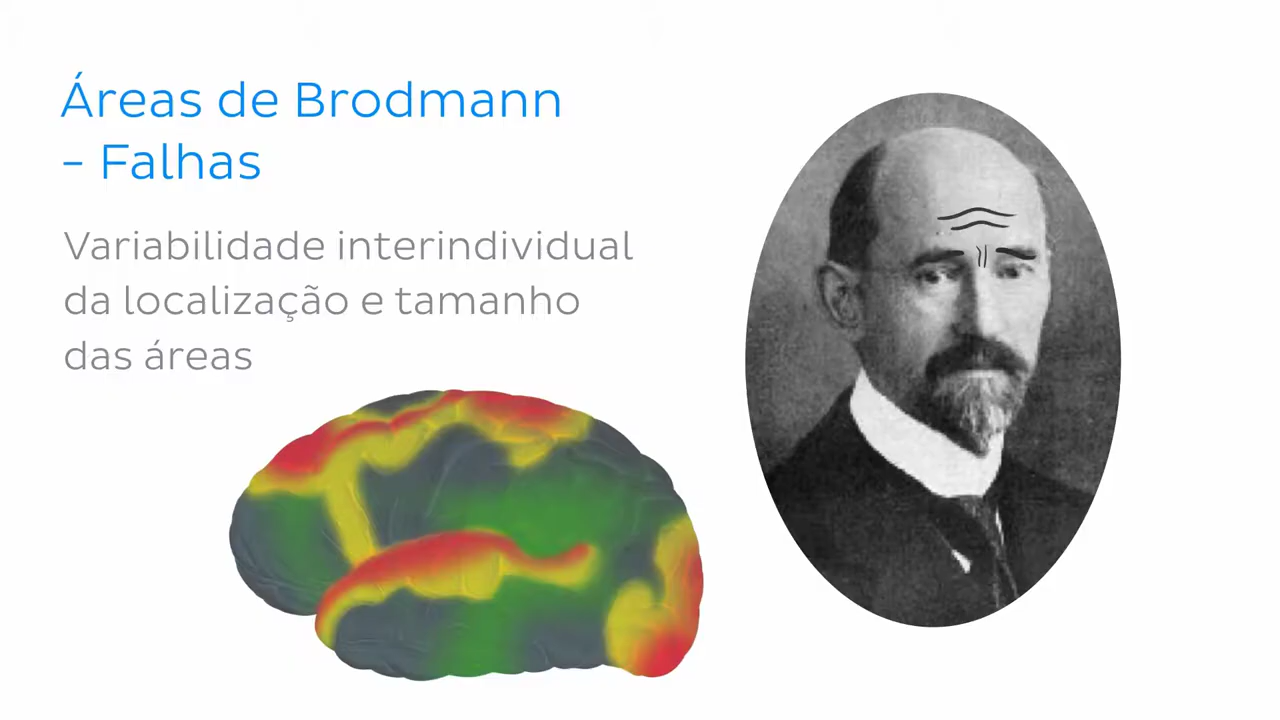 Áreas de Brodmann
- Falhas
Variabilidade interindividual
da localização e tamanho
das áreas